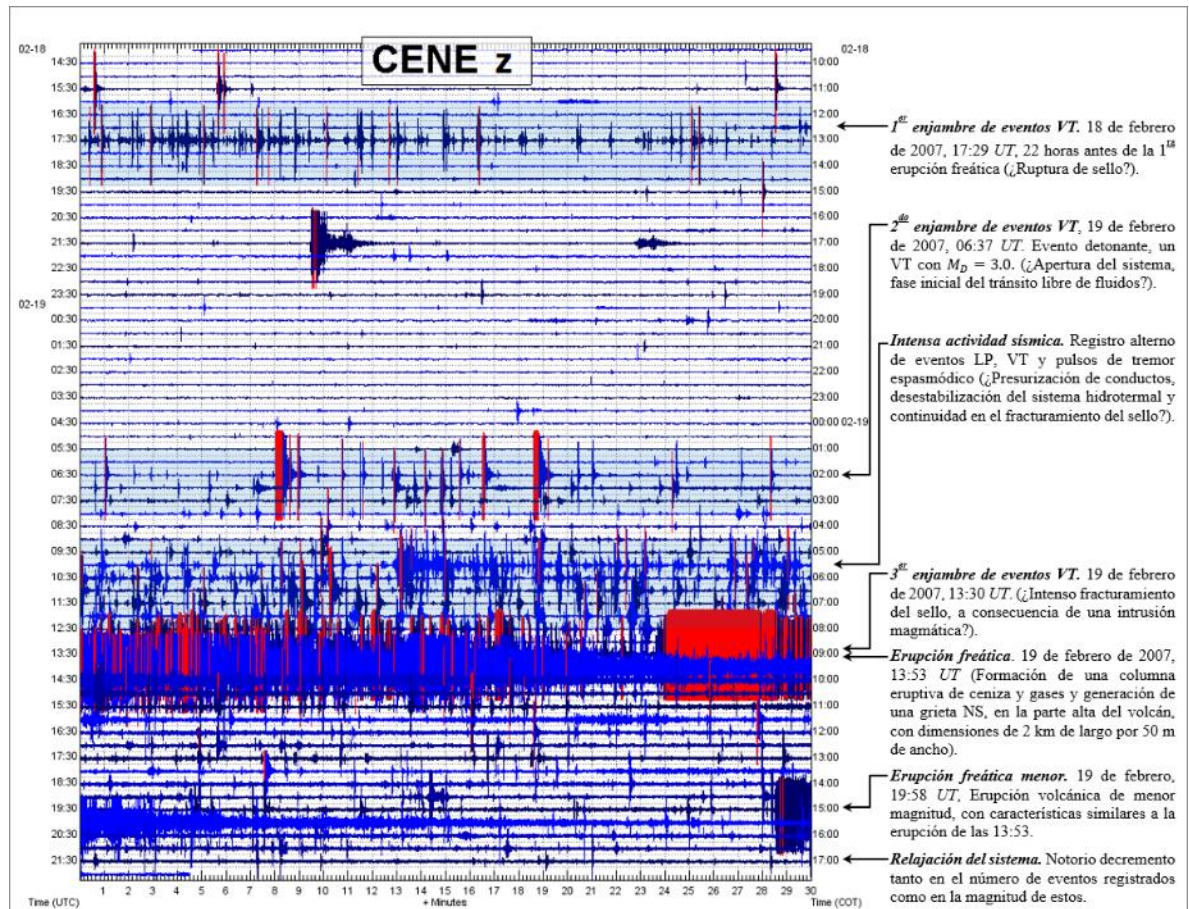 CENE z
02-18
14:30
15:30
16:30
17:30
18:30
19:30
20:30
21:30
22:30
23:30
02-19
00:30
01:30
02:30
03:30
04:30
05:30
06:30
07:30
08:30
09:30
10:30
11:30
12:30
13:30
14:30
15:30
16:30
17:30
18:30
19:30
20:30
21:30
02-18
10:00
11:00
12:00
13:00
14:00
15:00
16:00
17:00
18:00
19:00
20:00
21:00
22:00
23:00
00:00 02-19
01:00
02:00
03:00
04:00
05:00
06:00
07:00
08:00
09:00
10:00
11:00
12:00
13:00
14:00
15:00
16:00
17:00
0 1 2 3 4 5 6 7 8 9 10 11 12 13 14 15 16 17 18 19 20 21 22 23 24 25 26 27 28 29 30
Time (UTC) + Minutes Time (COT)
1er enjambre de eventos VT. 18 de febrero
de 2007, 17:29 UT, 22 horas antes de la 1ra
erupción freática (¿Ruptura de sello?).
2do enjambre de eventos VT, 19 de febrero
de 2007, 06:37 UT. Evento detonante, un
VT con MD = 3.0. (¿Apertura del sistema,
fase inicial del tránsito libre de fluidos?).
Intensa actividad sísmica. Registro alterno
de eventos LP, VT y pulsos de tremor
espasmódico (¿Presurización de conductos,
desestabilización del sistema hidrotermal y
continuidad en el fracturamiento del sello?).
3er enjambre de eventos VT. 19 de febrero
de 2007, 13:30 UT. (¿Intenso fracturamiento
del sello, a consecuencia de una intrusión
magmática?).
Erupción freática. 19 de febrero de 2007,
13:53 UT (Formación de una columna
eruptiva de ceniza y gases y generación de
una grieta NS, en la parte alta del volcán,
con dimensiones de 2 km de largo por 50 m
de ancho).
Erupción freática menor. 19 de febrero,
19:58 UT, Erupción volcánica de menor
magnitud, con características similares a la
erupción de las 13:53.
Relajación del sistema. Notorio decremento
tanto en el número de eventos registrados
como en la magnitud de estos.